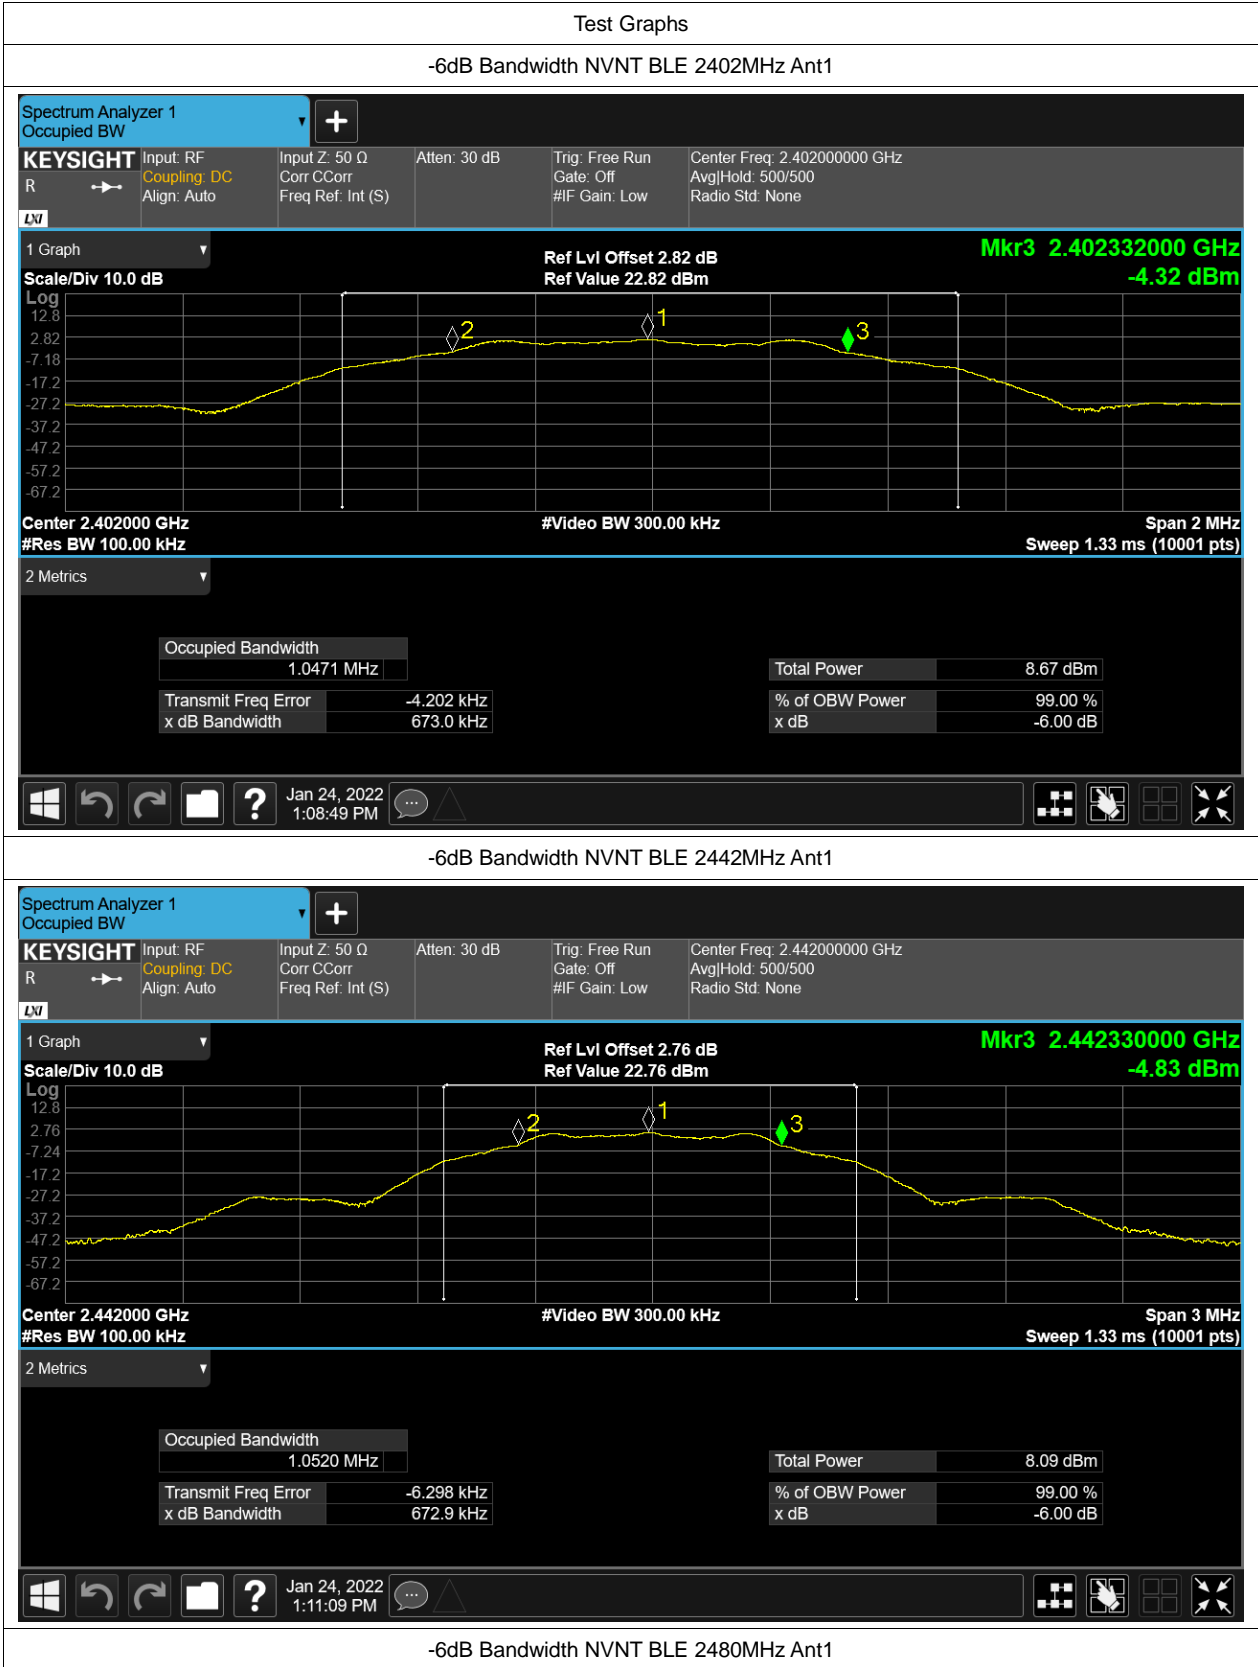 Test Graphs
-6dB Bandwidth NVNT BLE 2402MHz Ant1
Spectrum Analyzer 1
Occupied BW
KEYSIGHT Input: RF Input Z: 50 Ω Atten: 30 dB Trig: Free Run Center Freq: 2.402000000 GHz
R Coupling: DC Corr CCorr Gate: Off Avg|Hold: 500/500
Align: Auto Freq Ref: Int (S) #IF Gain: Low Radio Std: None
LXI
1 Graph Ref Lvl Offset 2.82 dB Mkr3 2.402332000 GHz
Scale/Div 10.0 dB Ref Value 22.82 dBm -4.32 dBm
Log
12.8
2.82
-7.18
-17.2
-27.2
-37.2
-47.2
-57.2
-67.2
2 1 3
Center 2.402000 GHz #Video BW 300.00 kHz Span 2 MHz
#Res BW 100.00 kHz Sweep 1.33 ms (10001 pts)
2 Metrics
Occupied Bandwidth
1.0471 MHz Total Power 8.67 dBm
Transmit Freq Error -4.202 kHz % of OBW Power 99.00 %
x dB Bandwidth 673.0 kHz x dB -6.00 dB
? Jan 24, 2022
1:08:49 PM
-6dB Bandwidth NVNT BLE 2442MHz Ant1
Spectrum Analyzer 1
Occupied BW
KEYSIGHT Input: RF Input Z: 50 Ω Atten: 30 dB Trig: Free Run Center Freq: 2.442000000 GHz
R Coupling: DC Corr CCorr Gate: Off Avg|Hold: 500/500
Align: Auto Freq Ref: Int (S) #IF Gain: Low Radio Std: None
LXI
1 Graph Ref Lvl Offset 2.76 dB Mkr3 2.442330000 GHz
Scale/Div 10.0 dB Ref Value 22.76 dBm -4.83 dBm
Log
12.8
2.76
-7.24
-17.2
-27.2
-37.2
-47.2
-57.2
-67.2
2 1 3
Center 2.442000 GHz #Video BW 300.00 kHz Span 3 MHz
#Res BW 100.00 kHz Sweep 1.33 ms (10001 pts)
2 Metrics
Occupied Bandwidth
1.0520 MHz Total Power 8.09 dBm
Transmit Freq Error -6.298 kHz % of OBW Power 99.00 %
x dB Bandwidth 672.9 kHz x dB -6.00 dB
? Jan 24, 2022
1:11:09 PM
-6dB Bandwidth NVNT BLE 2480MHz Ant1